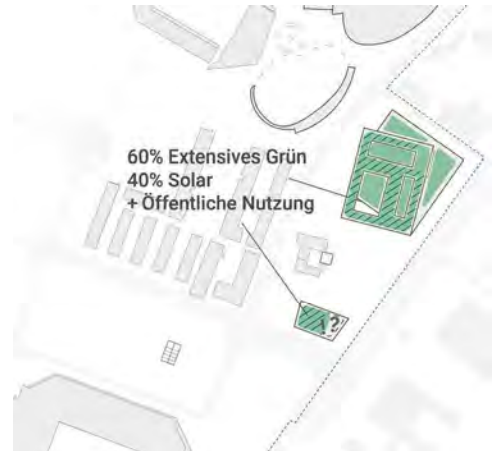 60% Extensives Grün
40% Solar
+ Öffentliche Nutzung
!?